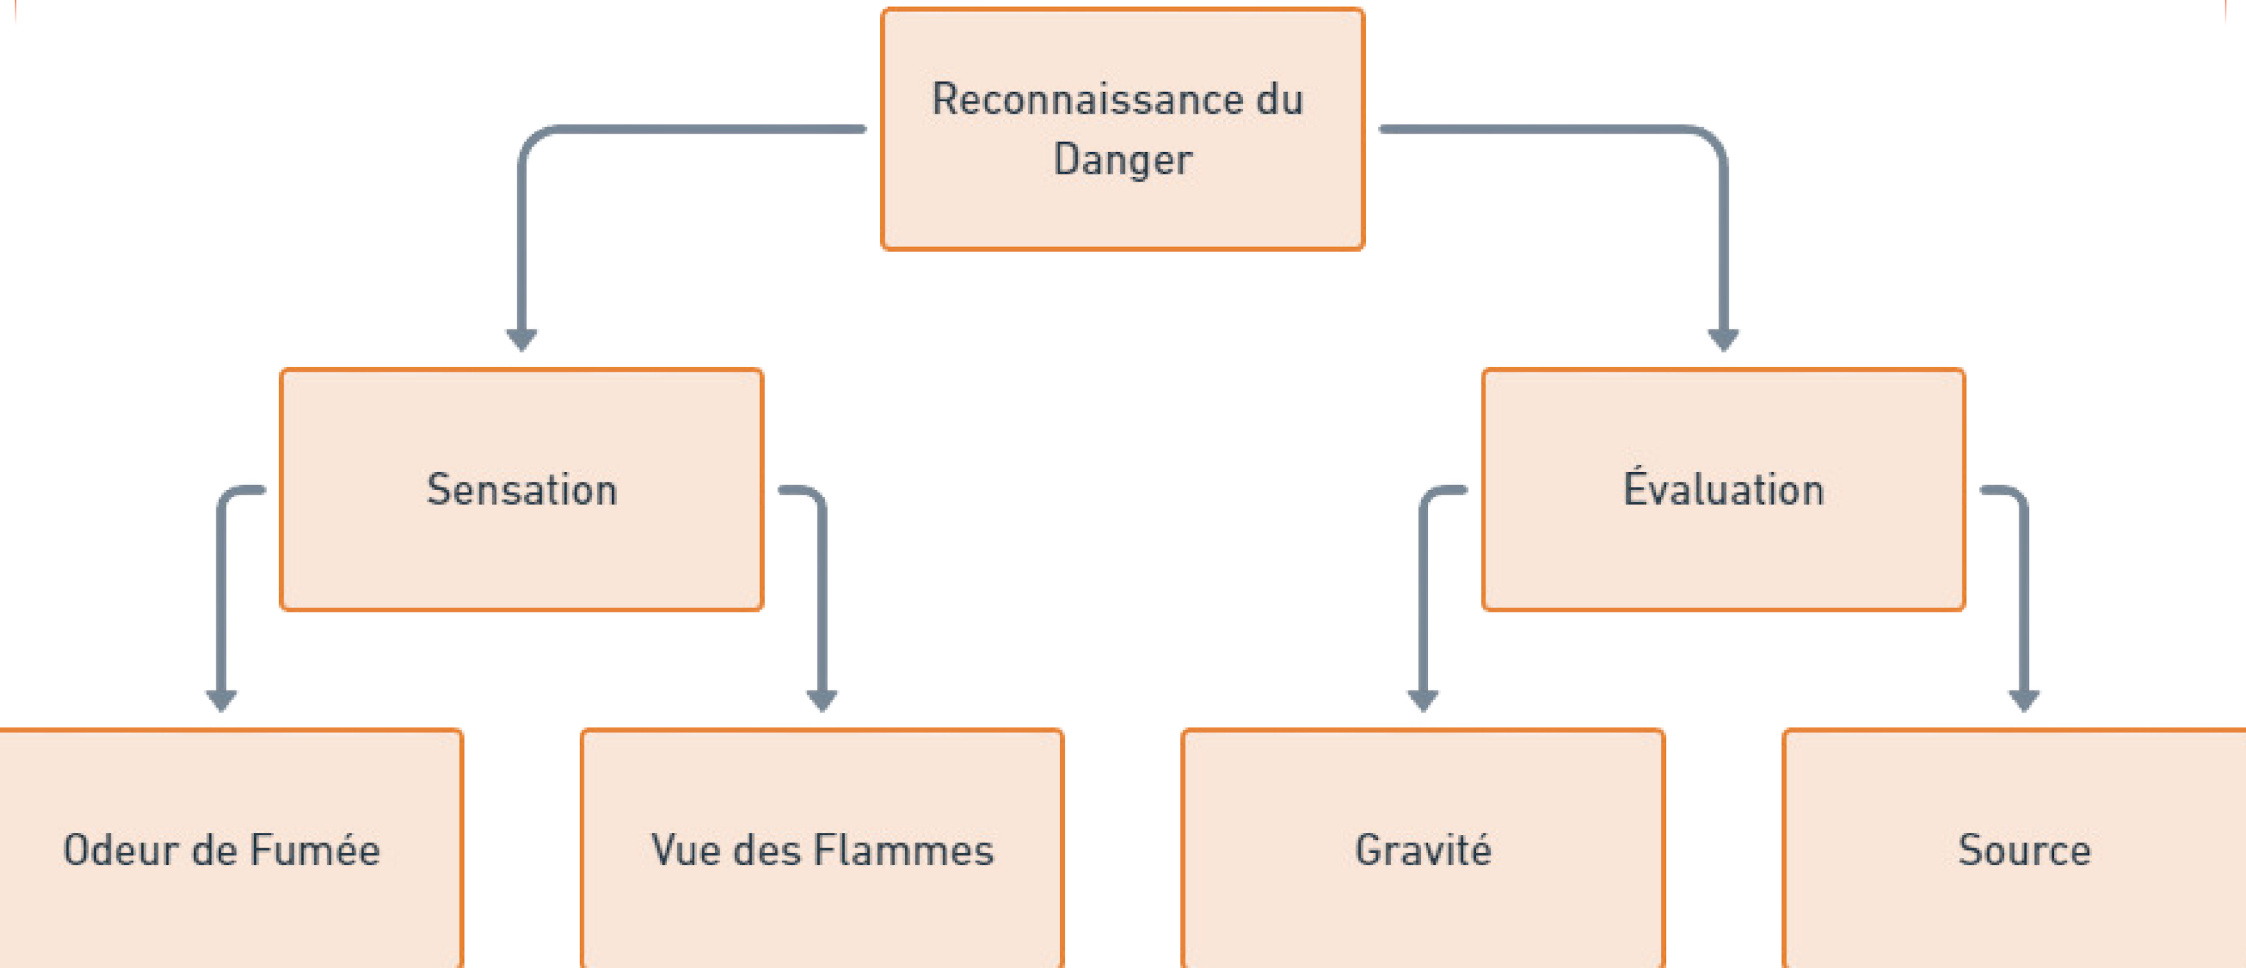 Reconnaissance du
Danger
Sensation
Évaluation
Odeur de Fumée
Vue des Flammes
Gravité
Source